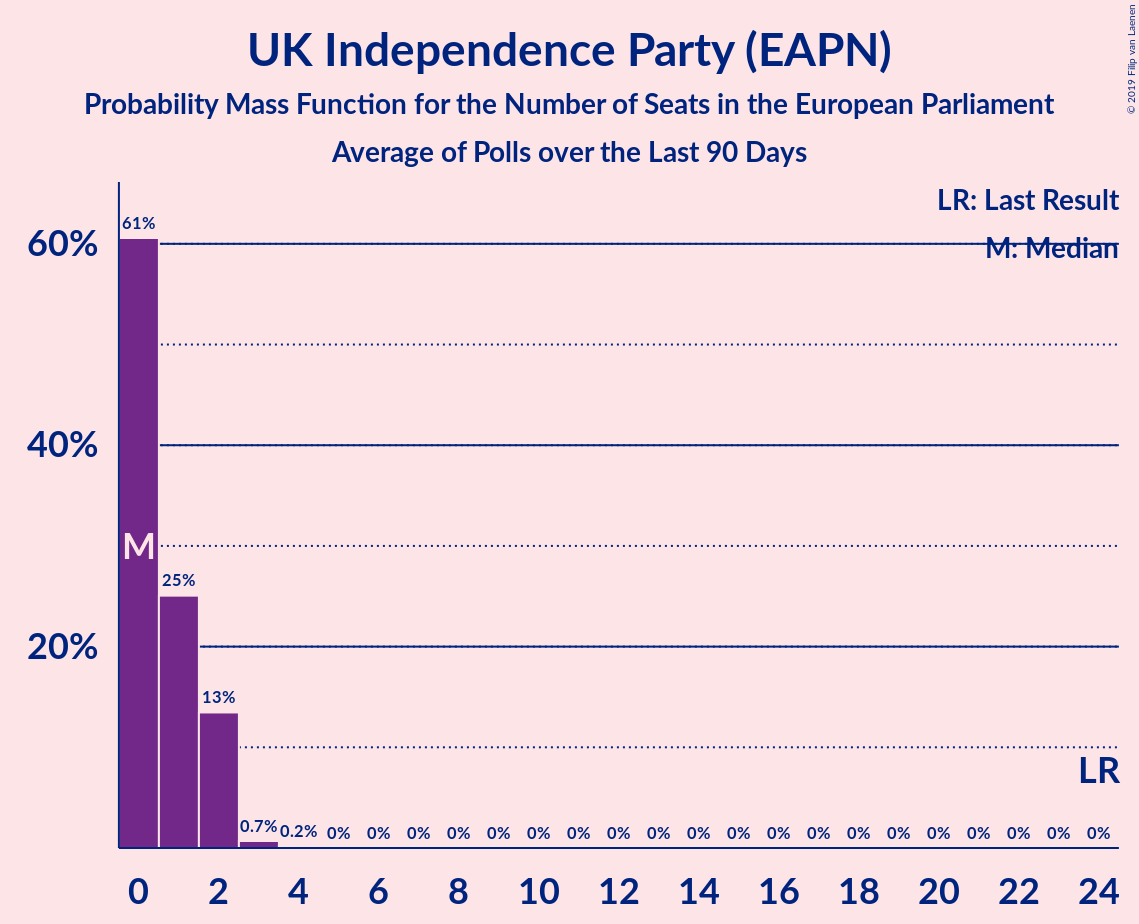 UK Independence Party (EAPN)
Probability Mass Function for the Number of Seats in the European Parliament
Average of Polls over the Last 90 Days
© 2019 Filip van Laenen
LR: Last Result
M: Median
60%
40%
20%
61%
M
25%
13%
0.7%
0.2%
0% 0% 0% 0% 0% 0% 0% 0% 0% 0% 0% 0% 0% 0% 0% 0% 0% 0% 0% 0%
LR
0 2 4 6 8 10 12 14 16 18 20 22 24